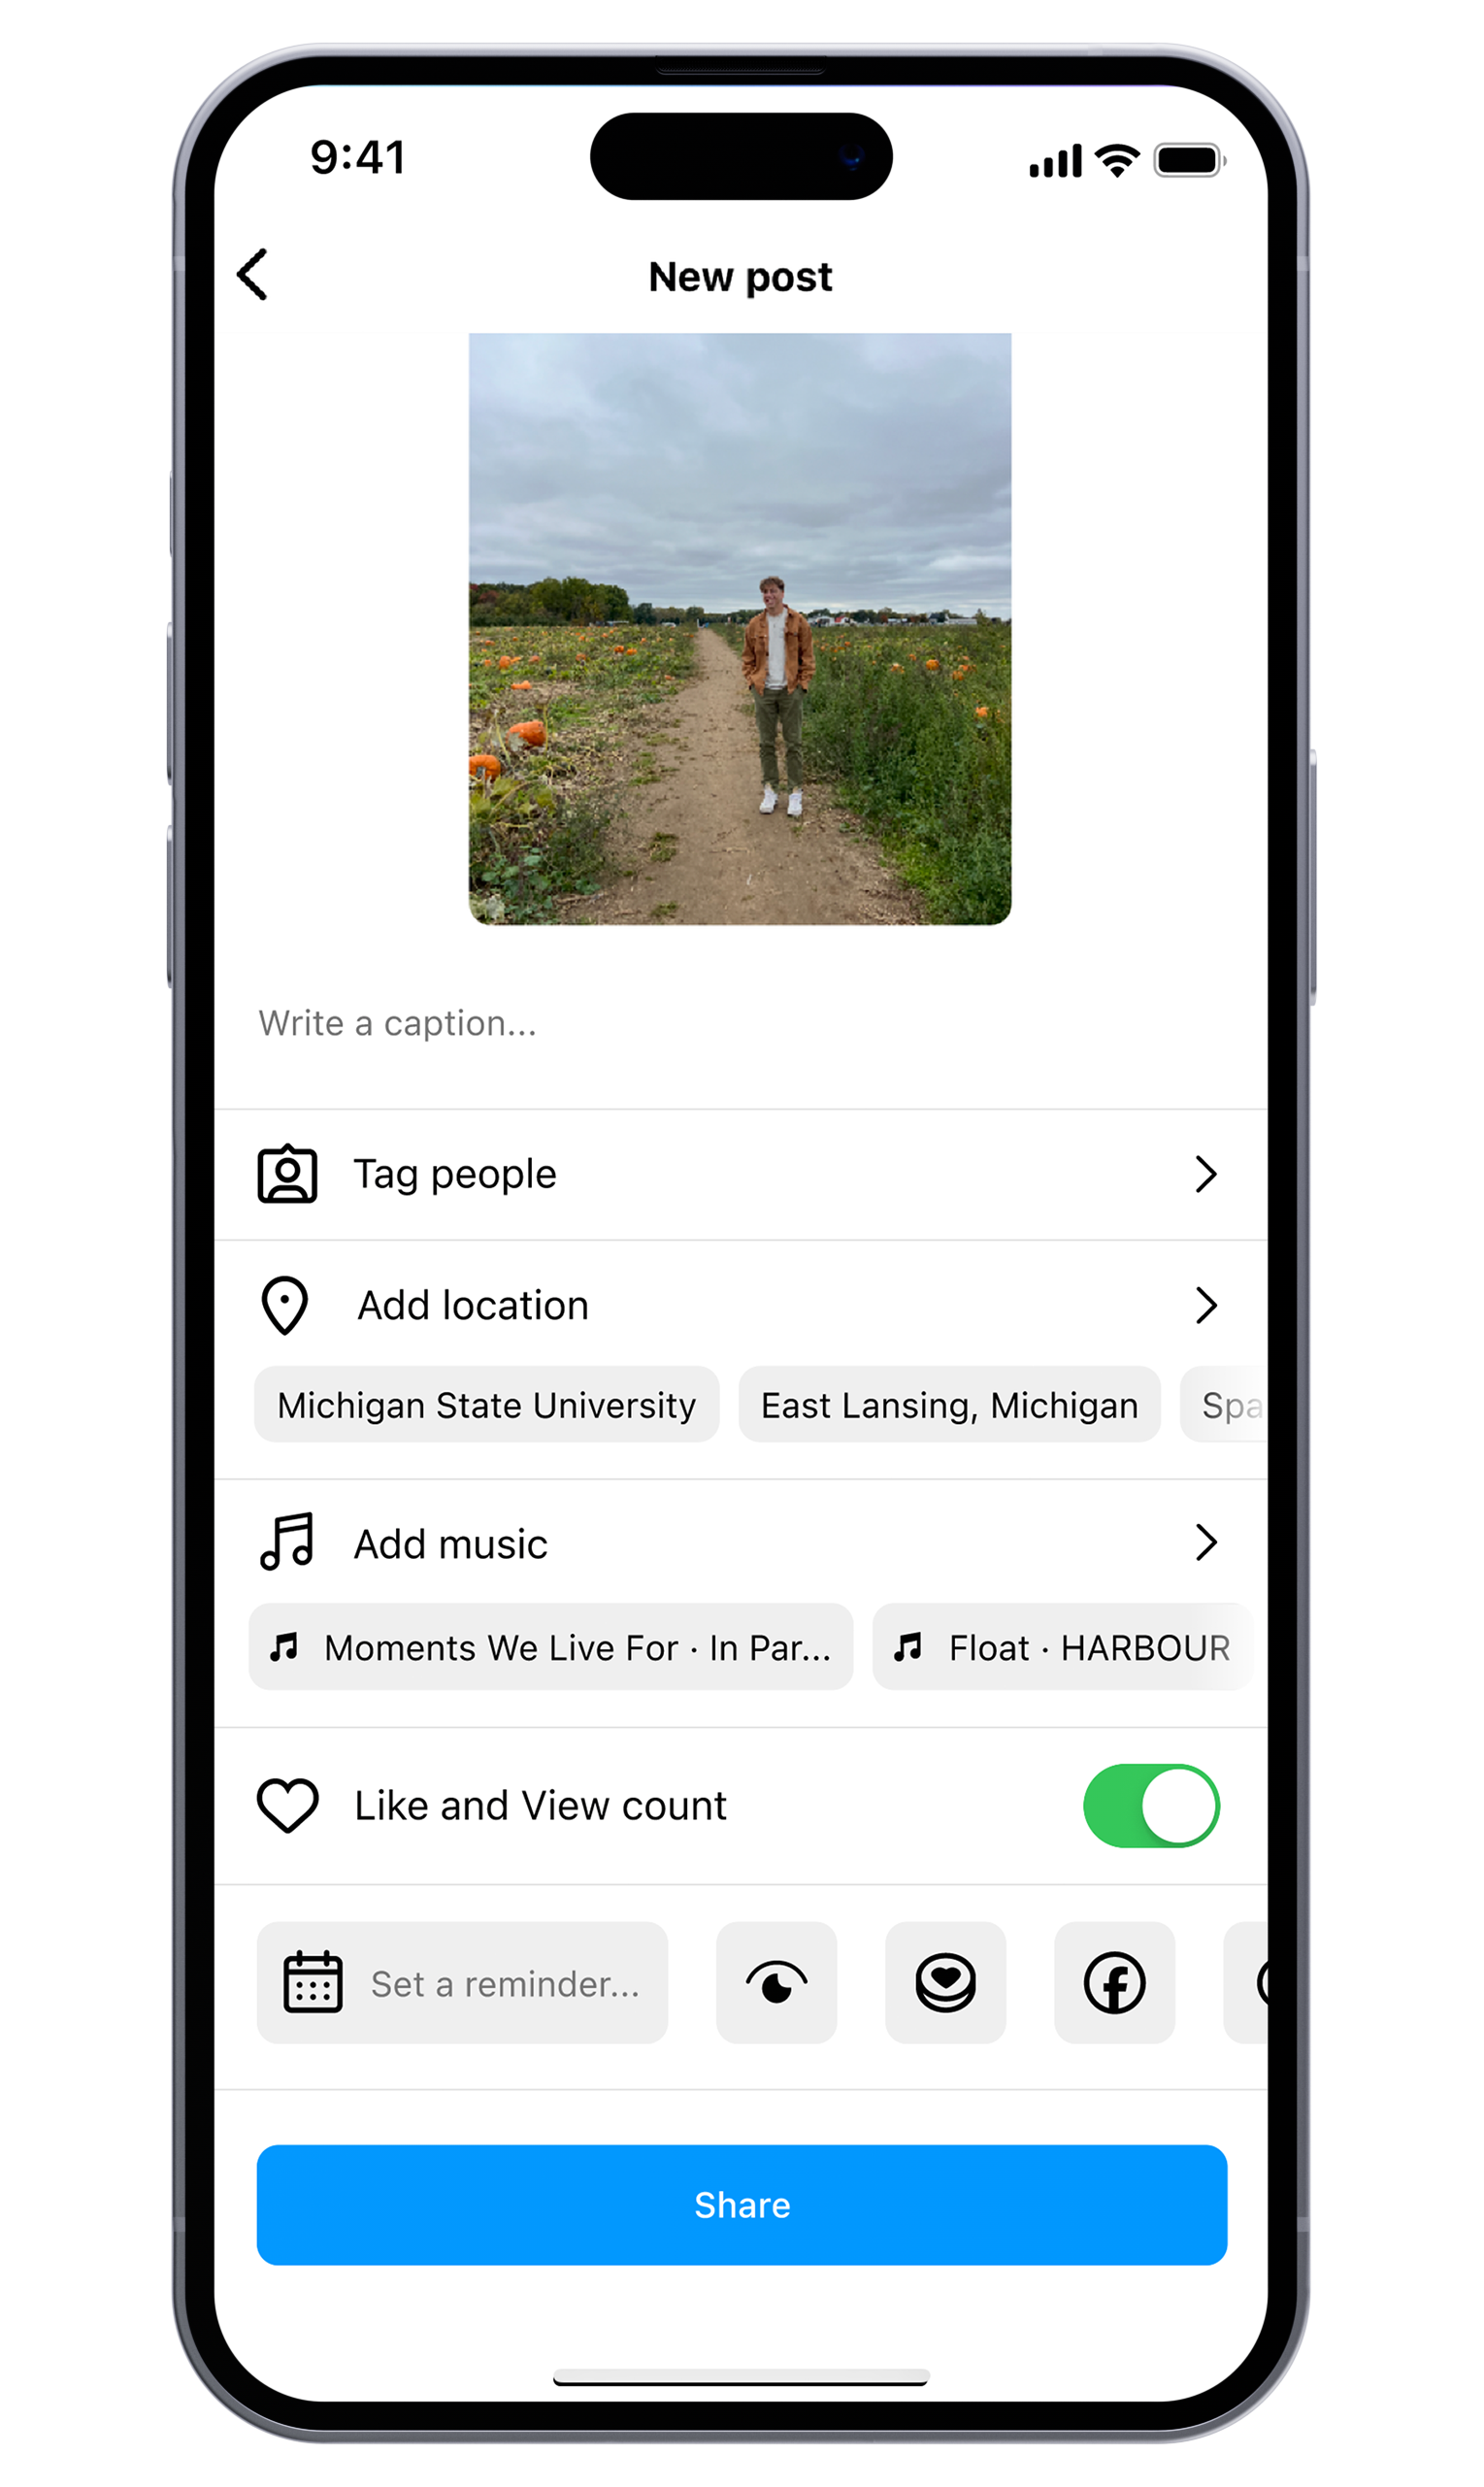 9:41
New post
Write a caption...
Tag people
Add location
Michigan State University East Lansing, Michigan Spa
Add music
Moments We Live For · In Par... Float · HARBOUR
Like and View count
Set a reminder...
Share